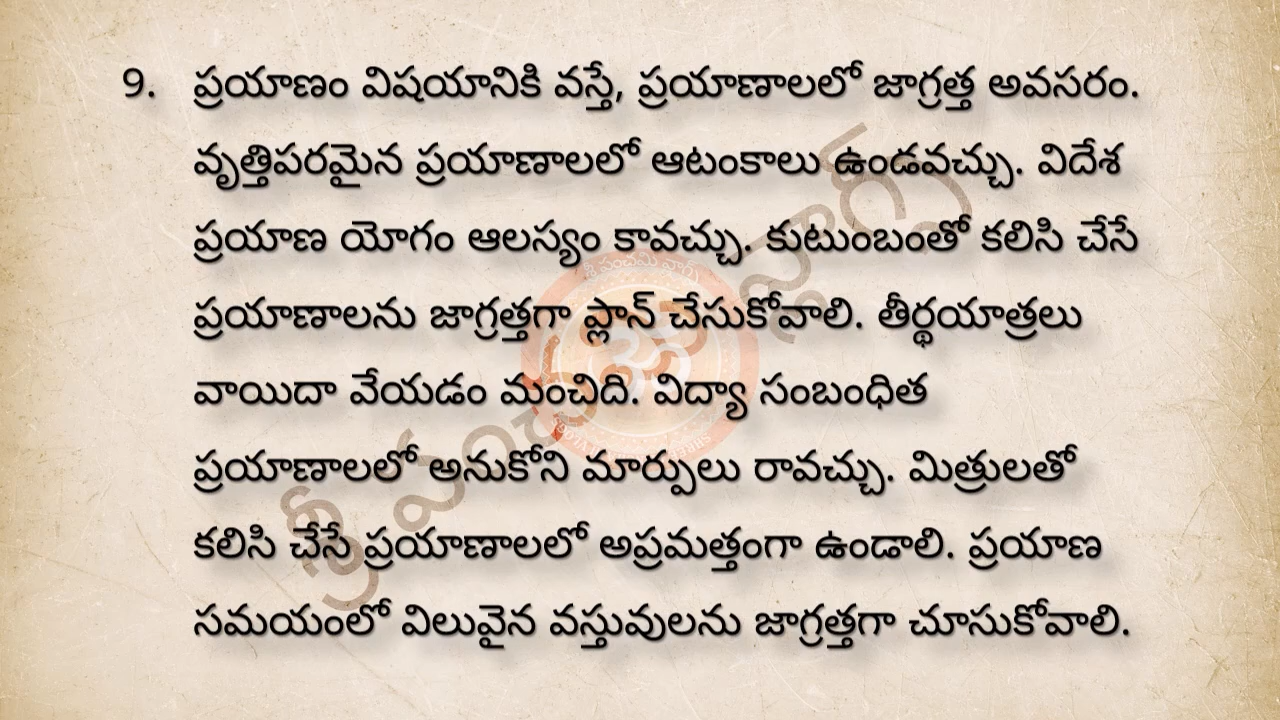 9. ప్రయాణం విషయానికి వస్తే, ప్రయాణాలలో జాగ్రత్త అవసరం.
వృత్తిపరమైన ప్రయాణాలలో ఆటంకాలు ఉండవచ్చు. విదేశ
ప్రయాణ యోగం ఆలస్యం కావచ్చు. కుటుంబంతో కలిసి చేసే
ప్రయాణాలను జాగ్రత్తగా ప్లాన్ చేసుకోవాలి. తీర్థయాత్రలు
వాయిదా వేయడం మంచిది. విద్యా సంబంధిత
ప్రయాణాలలో అనుకోని మార్పులు రావచ్చు. మిత్రులతో
కలిసి చేసే ప్రయాణాలలో అప్రమత్తంగా ఉండాలి. ప్రయాణ
సమయంలో విలువైన వస్తువులను జాగ్రత్తగా చూసుకోవాలి.